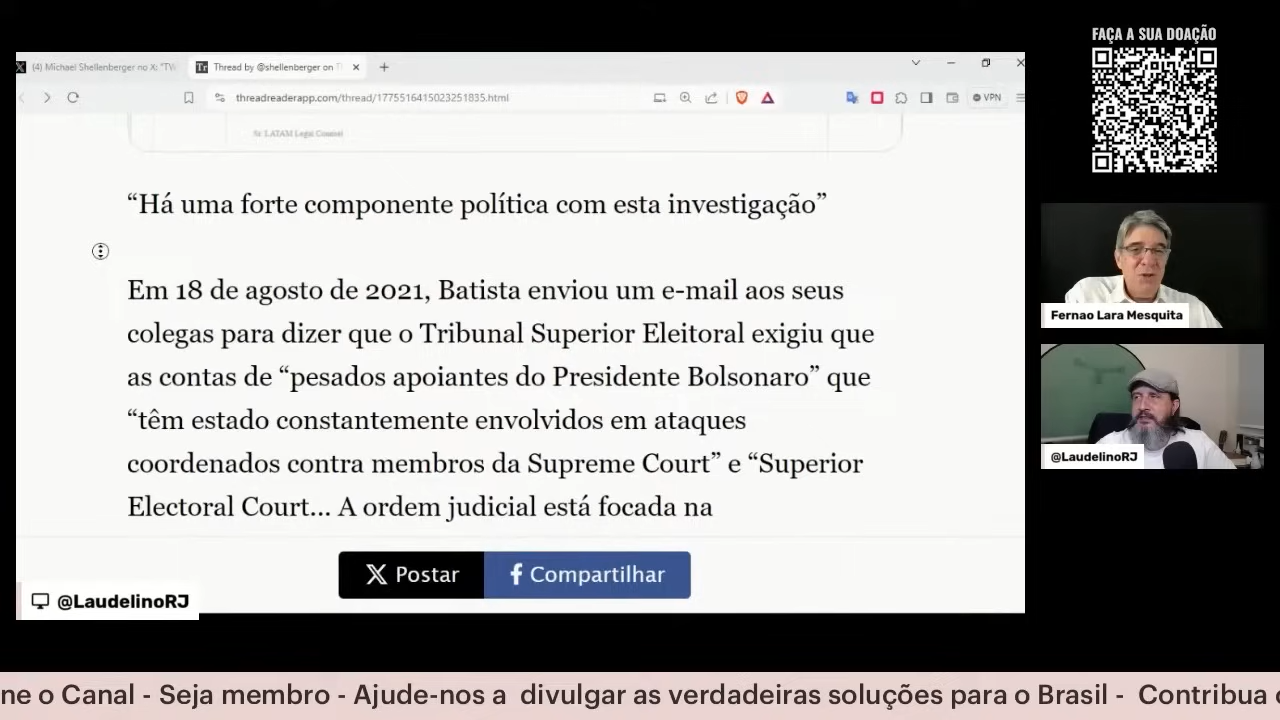 FAÇA A SUA DOAÇÃO
(4) Michael Shellenberger no X: "TW
Thread by @shellenberger on T
threadreaderapp.com/thread/1775516415023251835.html
VPN
Sr. LATAM Legal Counsel
“Há uma forte componente política com esta investigação”
Em 18 de agosto de 2021, Batista enviou um e-mail aos seus
colegas para dizer que o Tribunal Superior Eleitoral exigiu que
as contas de “pesados apoiantes do Presidente Bolsonaro” que
“têm estado constantemente envolvidos em ataques
coordenados contra membros da Supreme Court” e “Superior
Electoral Court... A ordem judicial está focada na
X Postar
f Compartilhar
@LaudelinoRJ
Fernao Lara Mesquita
@LaudelinoRJ
ne o Canal - Seja membro - Ajude-nos a divulgar as verdadeiras soluções para o Brasil - Contribua